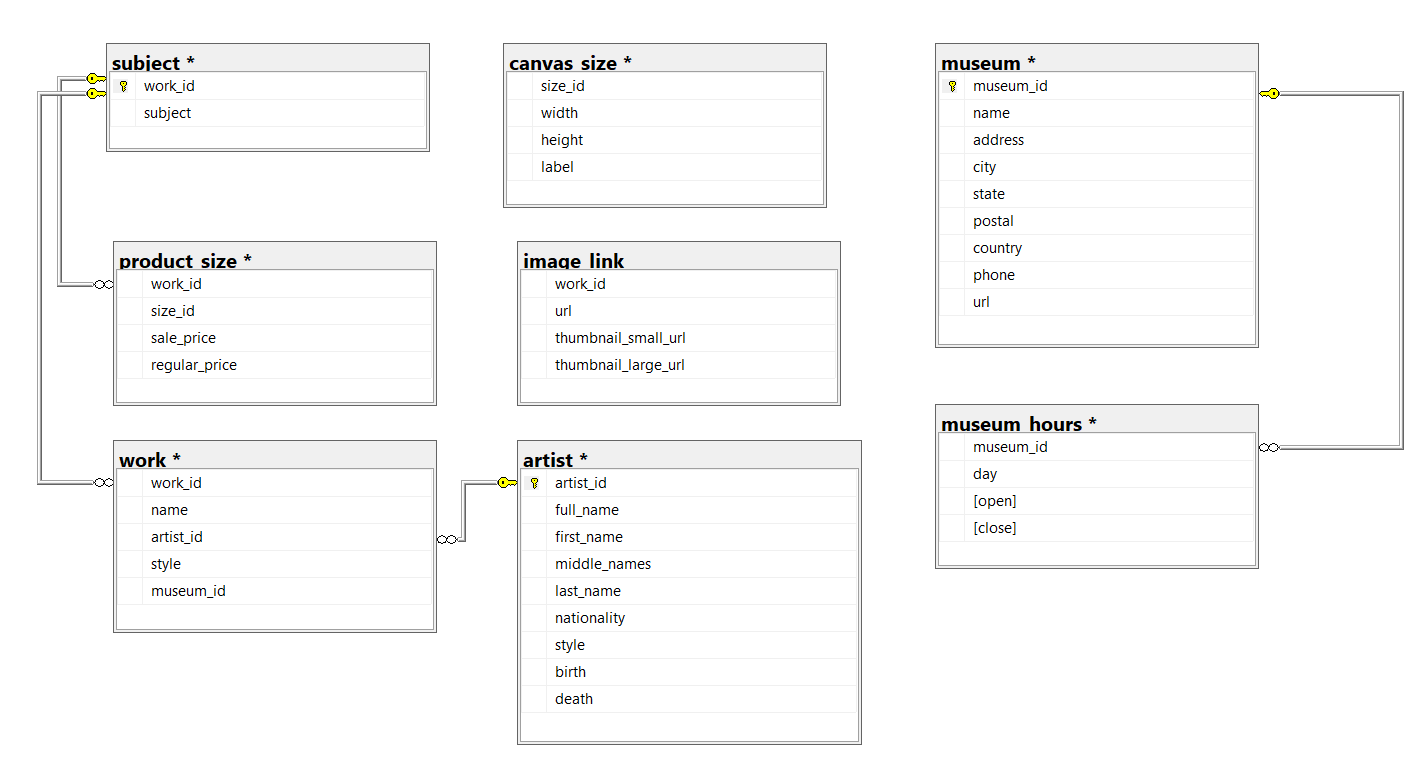 subject *
work_id
subject
canvas_size *
size_id
width
height
label
museum *
museum_id
name
address
city
state
postal
country
phone
url
product_size *
work_id
size_id
sale_price
regular_price
image_link
work_id
url
thumbnail_small_url
thumbnail_large_url
work *
work_id
name
artist_id
style
museum_id
artist *
artist_id
full_name
first_name
middle_names
last_name
nationality
style
birth
death
museum_hours *
museum_id
day
[open]
[close]